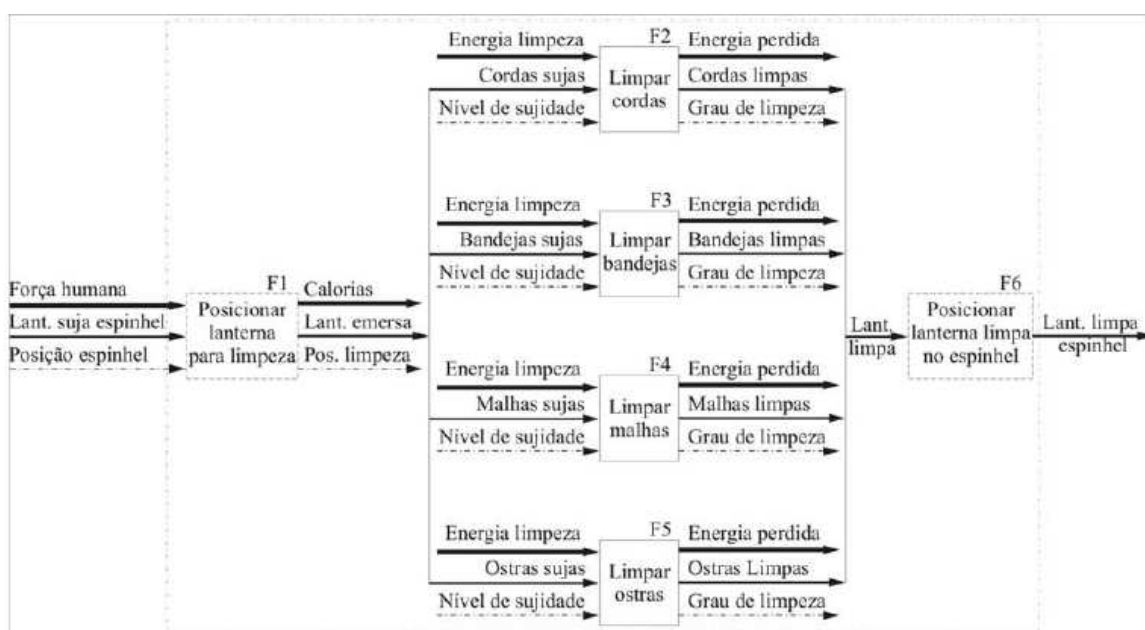 Energia limpeza
F2
Energia perdida
Cordas sujas
Limpar
cordas
Cordas limpas
Nível de sujidade
Grau de limpeza
Energia limpeza
F3
Energia perdida
Bandejas sujas
Limpar
bandejas
Bandejas limpas
Nível de sujidade
Grau de limpeza
Força humana
F1
Calorias
Lant. suja espinhel
Posicionar
lanterna
para limpeza
Lant. emersa
Posição espinhel
Pos. limpeza
Lant.
limpa
F6
Posicionar
lanterna limpa
no espinhel
Lant. limpa
espinhel
Energia limpeza
F4
Energia perdida
Malhas sujas
Limpar
malhas
Malhas limpas
Nível de sujidade
Grau de limpeza
Energia limpeza
F5
Energia perdida
Ostras sujas
Limpar
ostras
Ostras Limpas
Nível de sujidade
Grau de limpeza